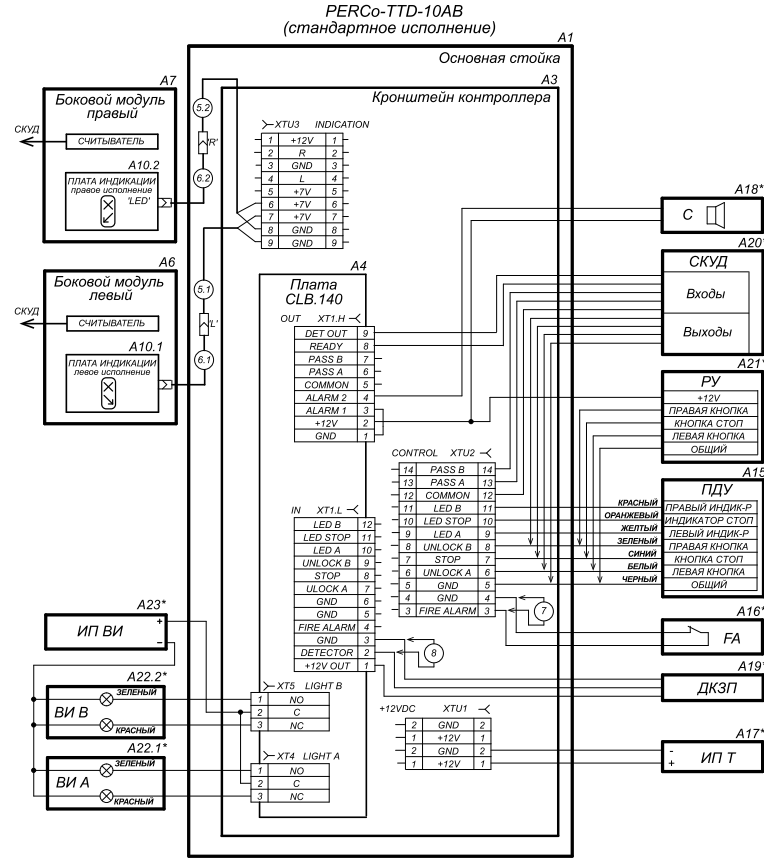 PERCo-TTD-10AB
(стандартное исполнение)
A1
Основная стойка
A3
Кронштейн контроллера
A7
Боковой модуль
правый
СКУД
СЧИТЫВАТЕЛЬ
A10.2
ПЛАТА ИНДИКАЦИИ
правое исполнение
'LED'
5.2
'R'
6.2
A6
Боковой модуль
левый
СКУД
СЧИТЫВАТЕЛЬ
A10.1
ПЛАТА ИНДИКАЦИИ
левое исполнение
5.1
'L'
6.1
XTU3 INDICATION
1 +12V 1
2 R 2
3 GND 3
4 L 4
5 +7V 5
6 +7V 6
7 +7V 7
8 GND 8
9 GND 9
A4
Плата
CLB.140
OUT XT1.H
DET OUT 9
READY 8
PASS B 7
PASS A 6
COMMON 5
ALARM 2 4
ALARM 1 3
+12V 2
GND 1
CONTROL XTU2
14 PASS B 14
13 PASS A 13
12 COMMON 12
11 LED B 11
10 LED STOP 10
9 LED A 9
8 UNLOCK B 8
7 STOP 7
6 UNLOCK A 6
5 GND 5
4 GND 4
3 FIRE ALARM 3
7
IN XT1.L
LED B 12
LED STOP 11
LED A 10
UNLOCK B 9
STOP 8
ULOCK A 7
GND 6
GND 5
FIRE ALARM 4
GND 3
DETECTOR 2
+12V OUT 1
8
XT5 LIGHT B
1 NO
2 C
3 NC
XT4 LIGHT A
1 NO
2 C
3 NC
+12VDC XTU1
2 GND 2
1 +12V 1
2 GND 2
1 +12V 1
A23*
ИП ВИ
+
–
A22.2*
ВИ В
ЗЕЛЕНЫЙ
КРАСНЫЙ
A22.1*
ВИ А
ЗЕЛЕНЫЙ
КРАСНЫЙ
A18*
C
A20*
СКУД
Входы
Выходы
A21*
РУ
+12V
ПРАВАЯ КНОПКА
КНОПКА СТОП
ЛЕВАЯ КНОПКА
ОБЩИЙ
A15
ПДУ
КРАСНЫЙ ПРАВЫЙ ИНДИК-Р
ОРАНЖЕВЫЙ ИНДИКАТОР СТОП
ЖЕЛТЫЙ ЛЕВЫЙ ИНДИК-Р
ЗЕЛЕНЫЙ ПРАВАЯ КНОПКА
СИНИЙ КНОПКА СТОП
БЕЛЫЙ ЛЕВАЯ КНОПКА
ЧЕРНЫЙ ОБЩИЙ
A16*
FA
A19*
ДКЗП
A17*
-
+
ИП Т